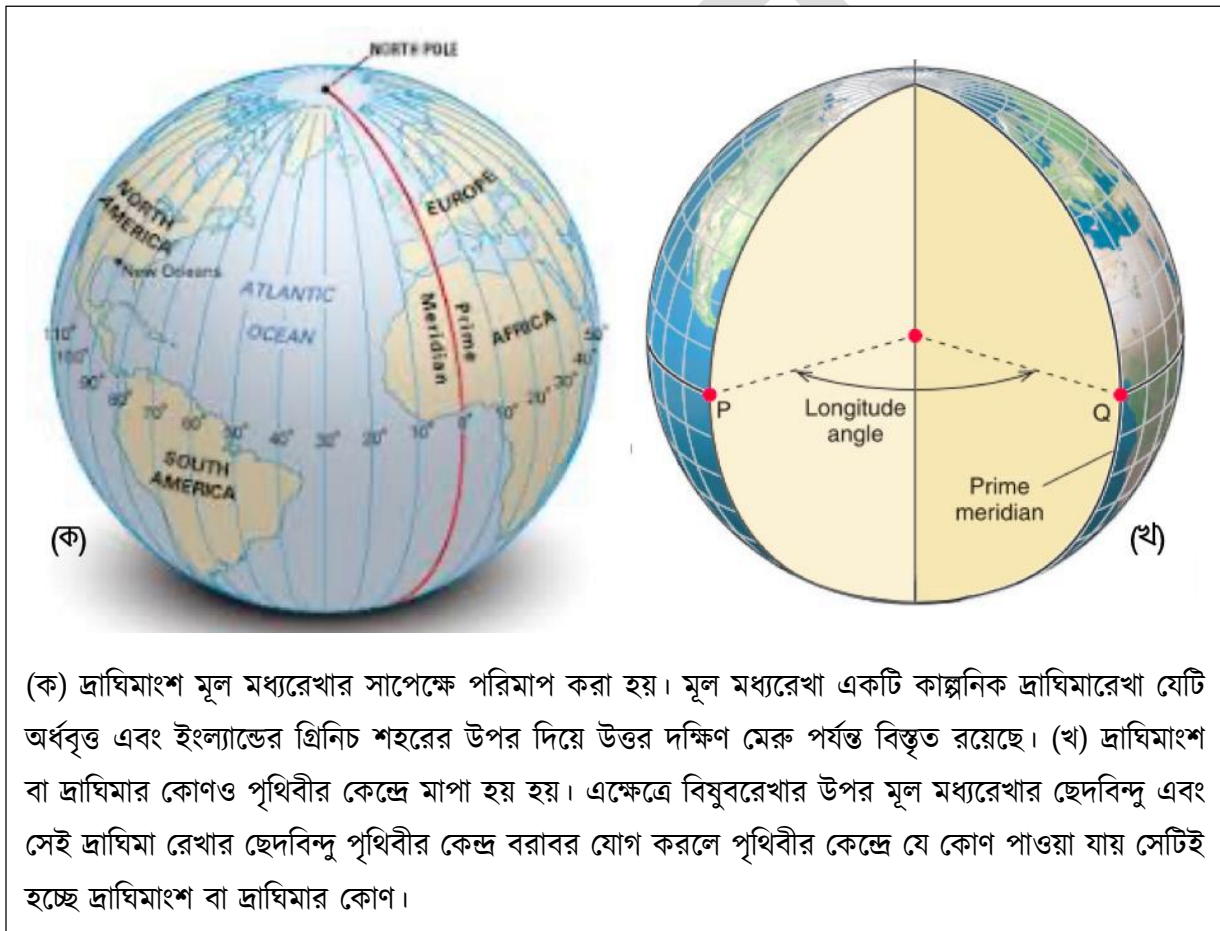 NORTH POLE
NORTH
AMERICA
EUROPE
New Orleans
ATLANTIC
OCEAN
Prime
Meridian
AFRICA
110° 100° 90° 80° 70° 60° 50° 40° 30° 20° 10° 0° 10° 20° 30° 40° 50°
SOUTH
AMERICA
(ক)
P
Longitude
angle
Q
Prime
meridian
(খ)
(ক) দ্রাঘিমাংশ মূল মধ্যরেখার সাপেক্ষে পরিমাপ করা হয়। মূল মধ্যরেখা একটি কাল্পনিক দ্রাঘিমারেখা যেটি
অর্ধবৃত্ত এবং ইংল্যান্ডের গ্রিনিচ শহরের উপর দিয়ে উত্তর দক্ষিণ মেরু পর্যন্ত বিস্তৃত রয়েছে। (খ) দ্রাঘিমাংশ
বা দ্রাঘিমার কোণও পৃথিবীর কেন্দ্রে মাপা হয় হয়। এক্ষেত্রে বিষুবরেখার উপর মূল মধ্যরেখার ছেদবিন্দু এবং
সেই দ্রাঘিমা রেখার ছেদবিন্দু পৃথিবীর কেন্দ্র বরাবর যোগ করলে পৃথিবীর কেন্দ্রে যে কোণ পাওয়া যায় সেটিই
হচ্ছে দ্রাঘিমাংশ বা দ্রাঘিমার কোণ।